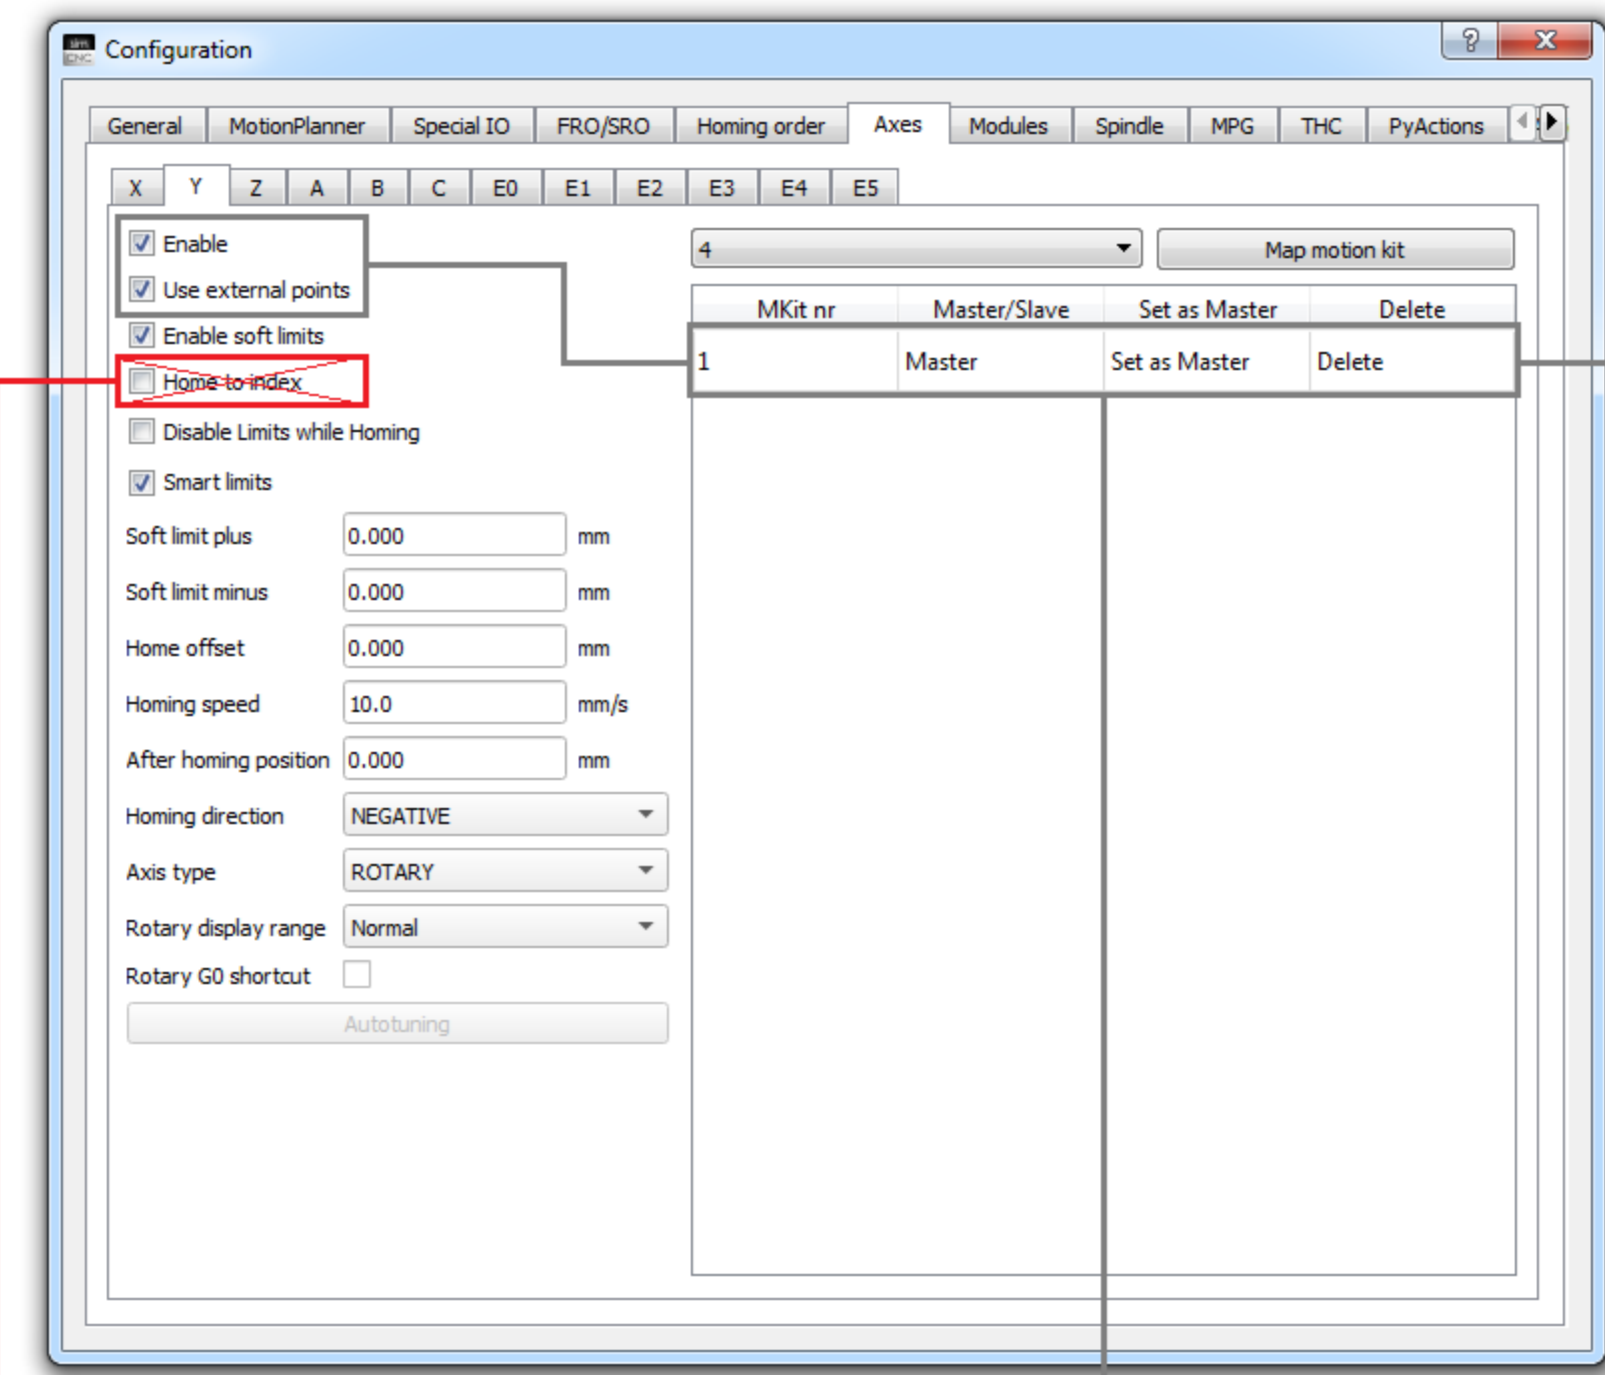 sim
CNC
Configuration
?
General MotionPlanner Special IO FRO/SRO Homing order Axes Modules Spindle MPG THC PyActions
X Y Z A B C E0 E1 E2 E3 E4 E5
Enable
Use external points
Enable soft limits
Home to index
Disable Limits while Homing
Smart limits
Soft limit plus 0.000 mm
Soft limit minus 0.000 mm
Home offset 0.000 mm
Homing speed 10.0 mm/s
After homing position 0.000 mm
Homing direction NEGATIVE
Axis type ROTARY
Rotary display range Normal
Rotary G0 shortcut
Autotuning
4 Map motion kit
MKit nr Master/Slave Set as Master Delete
1 Master Set as Master Delete